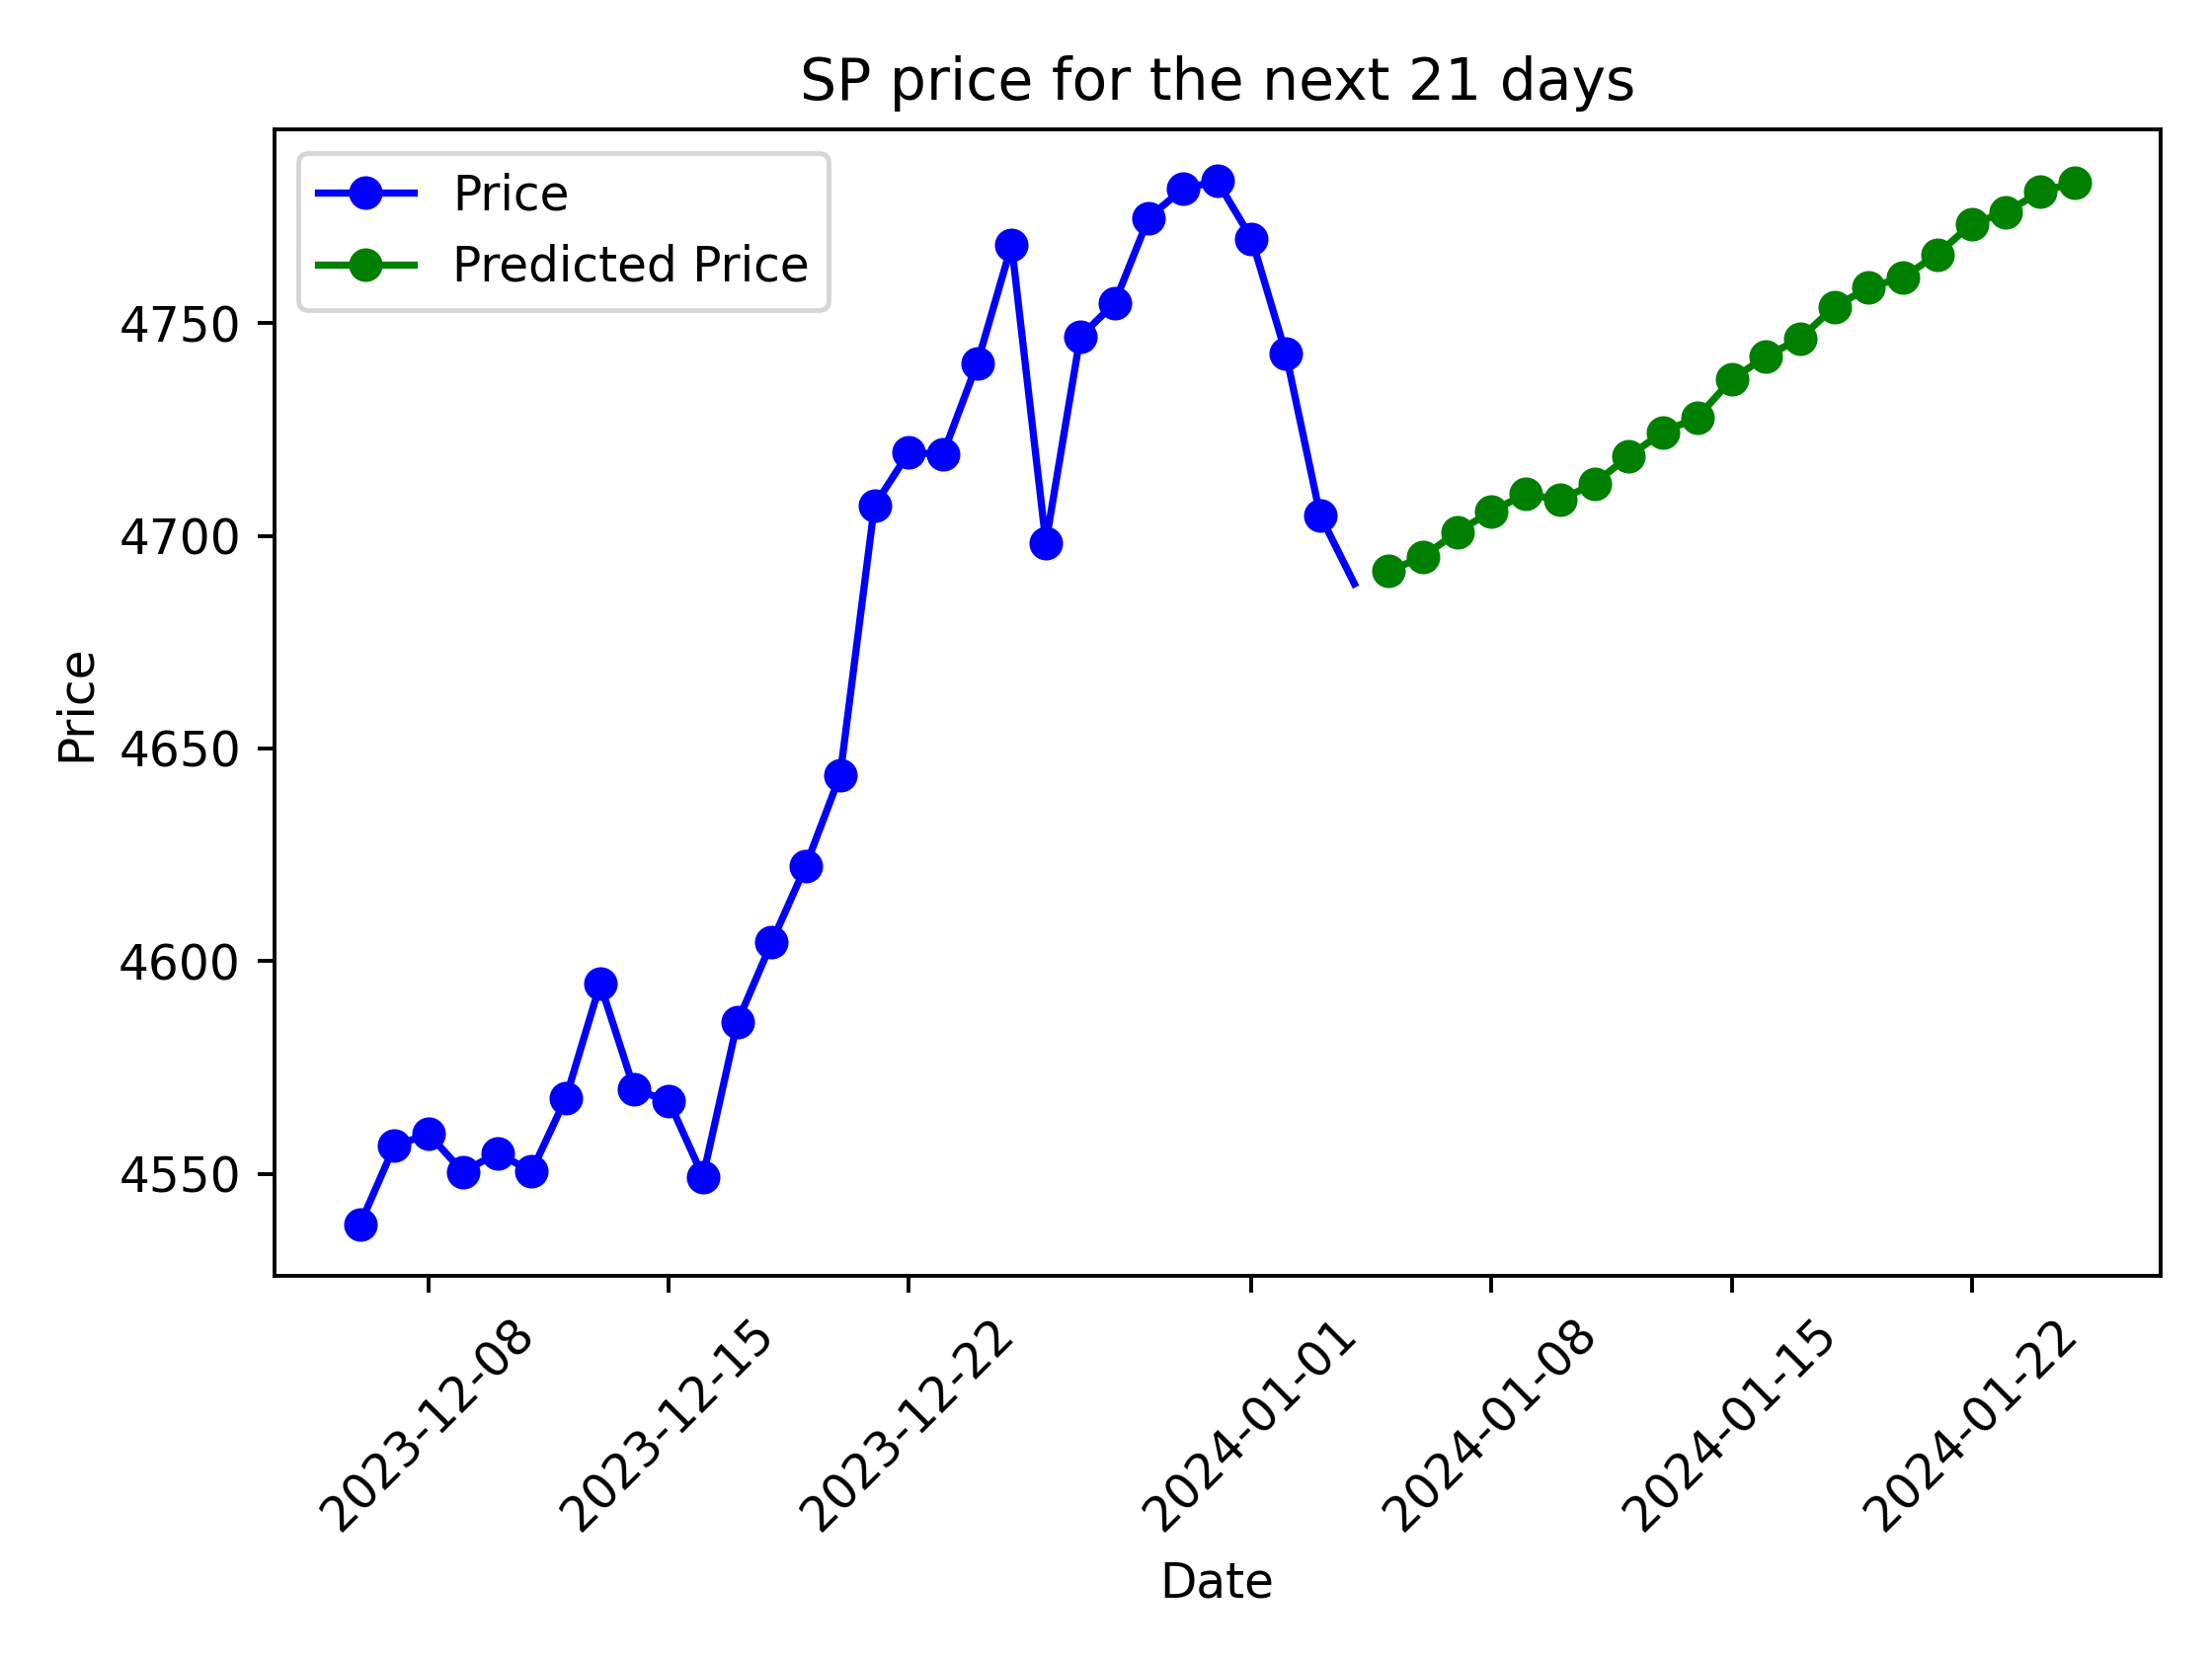 SP price for the next 21 days
Price
Predicted Price
4750
4700
4650
4600
4550
Price
2023-12-08
2023-12-15
2023-12-22
2024-01-01
2024-01-08
2024-01-15
2024-01-22
Date